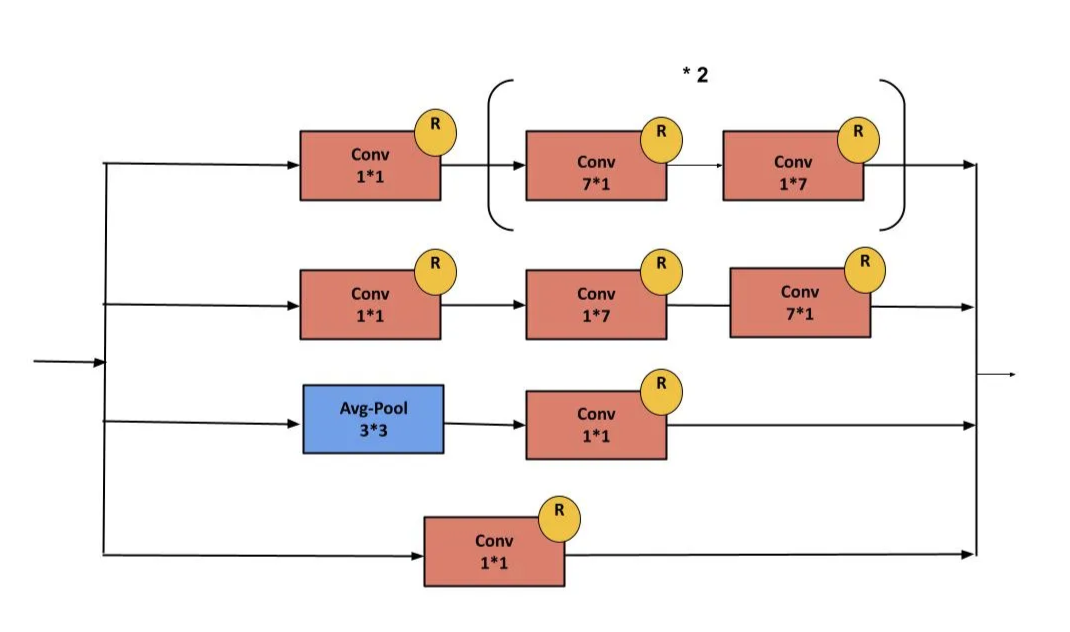 * 2
R
R
R
Conv
1*1
Conv
7*1
Conv
1*7
R
R
R
Conv
1*1
Conv
1*7
Conv
7*1
R
Avg-Pool
3*3
Conv
1*1
R
Conv
1*1